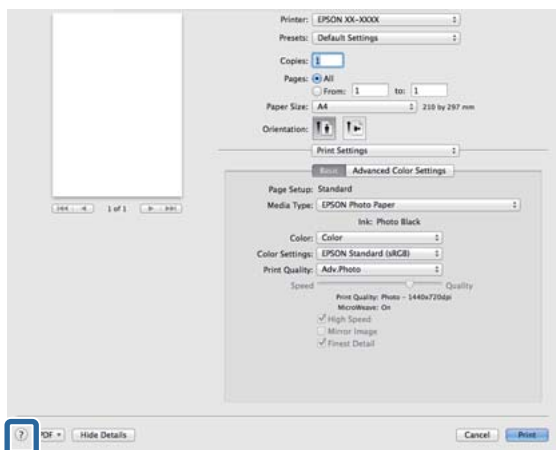 Printer: EPSON XX-XXXX
Presets: Default Settings
Copies: 1
Pages: All
From: 1 to: 1
Paper Size: A4 210 by 297 mm
Orientation:
Print Settings
Basic Advanced Color Settings
Page Setup: Standard
1 of 1
Media Type: EPSON Photo Paper
Ink: Photo Black
Color: Color
Color Settings: EPSON Standard (sRGB)
Print Quality: Adv.Photo
Speed Quality
Print Quality: Photo - 1440x720dpi
MicroWeave: On
High Speed
Mirror Image
Finest Detail
? PDF Hide Details Cancel Print